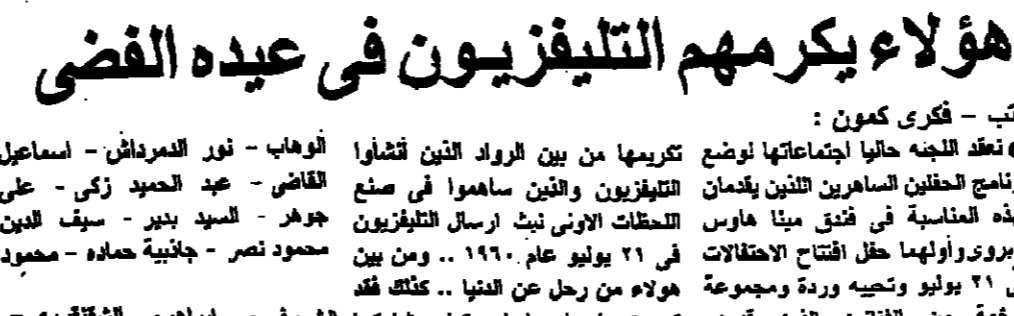 هؤلاء يكرمهم التليفزيون فى عيده الفضى
تب – فكرى كمون :
نعقد اللجنه حاليا اجتماعاتها لوضع
برنامج الحفلين الساهرين اللذين يقدمان
بهذه المناسبة فى فندق مينا هاوس
أوبروى وأولهما حفل افتتاح الاحتفالات
٢١ يوليو وتحييه وردة ومجموعة
تكريمها من بين الرواد الذين أنشأوا
التليفزيون والذين ساهموا فى صنع
اللحظات الاولى لبث ارسال التليفزيون
فى ٢١ يوليو عام ١٩٦٠ .. ومن بين
هولاء من رحل عن الدنيا .. كذلك فقد
الوهاب – نور الدمرداش – اسماعيل
القاضى – عبد الحميد زكى – على
جوهر – السيد بدير – سيف الدين
محمود نصر – جاذبية حماده – محمود